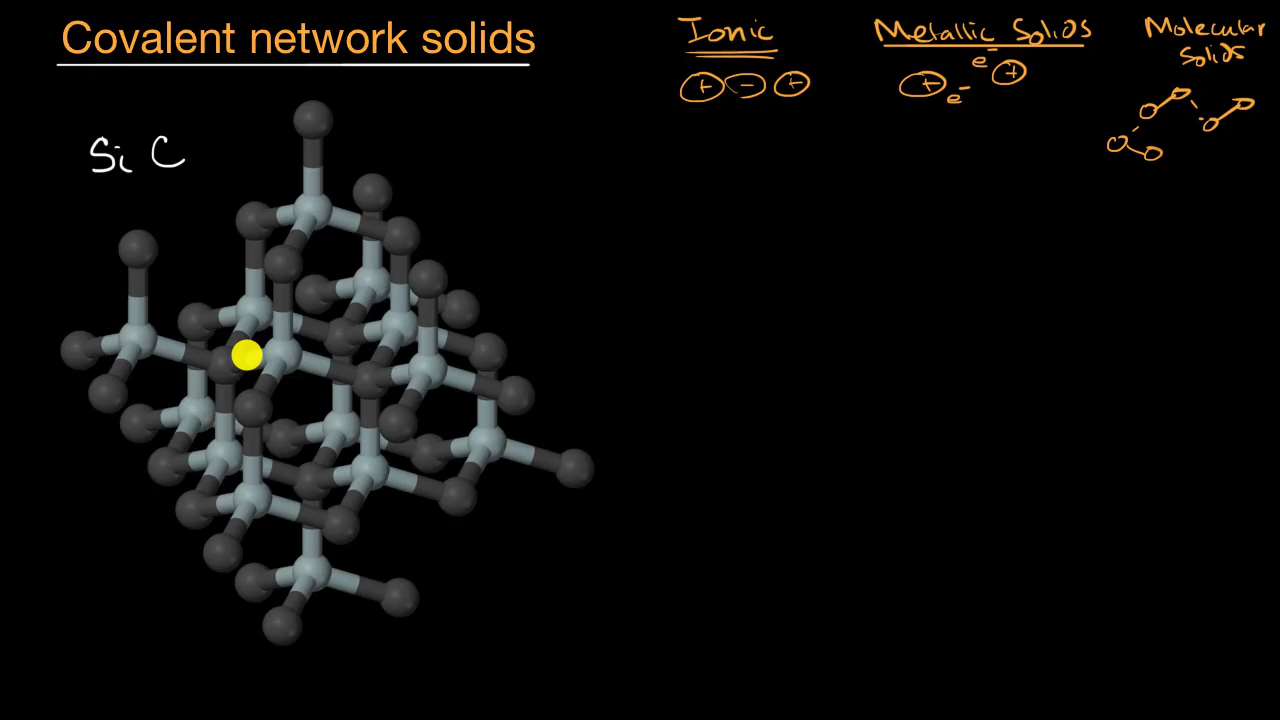 Covalent network solids
Ionic
+ - +
Metallic Solids
e⁻ +
+ e⁻
Molecular
Solids
Si C